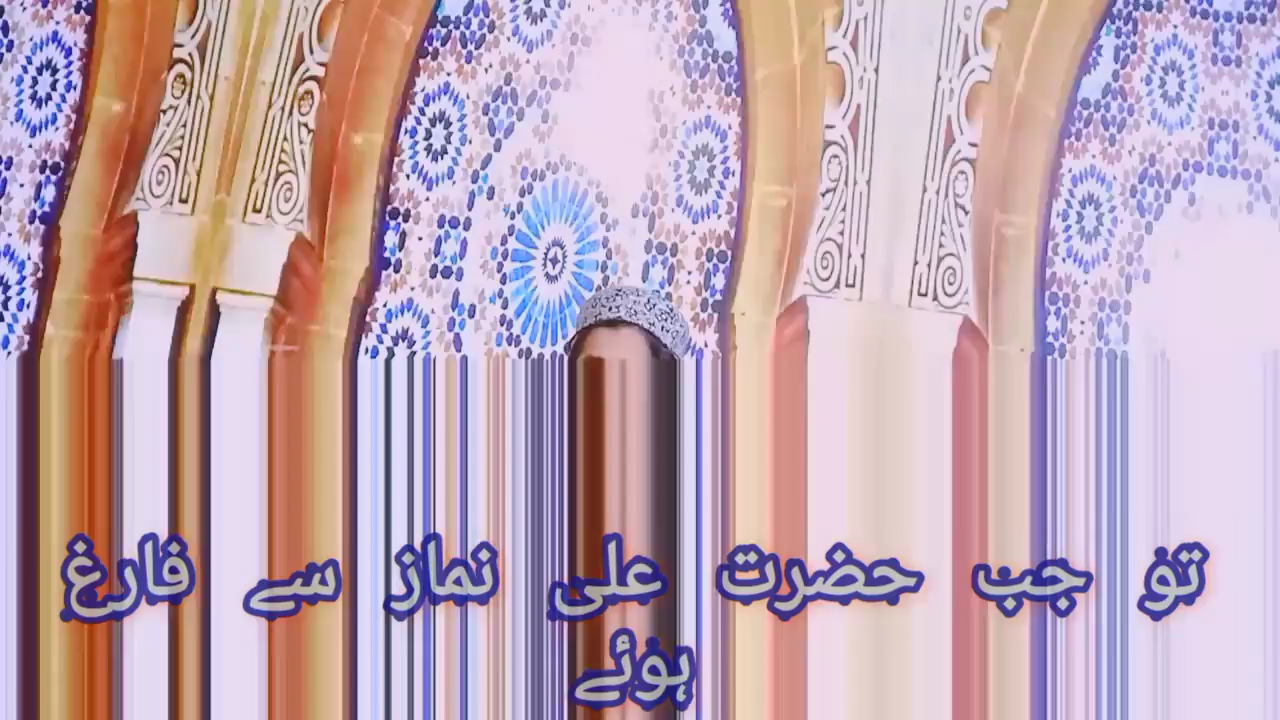 تو جب حضرت علی نماز سے فارغ
ہوئے